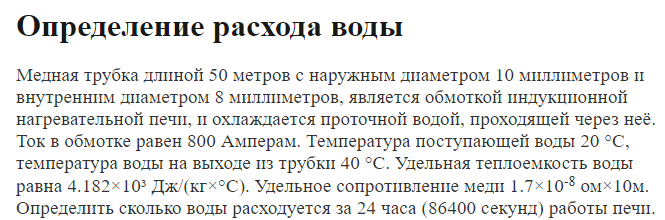 Определение расхода воды
Медная трубка длиной 50 метров с наружным диаметром 10 миллиметров и
внутренним диаметром 8 миллиметров, является обмоткой индукционной
нагревательной печи, и охлаждается проточной водой, проходящей через неё.
Ток в обмотке равен 800 Амперам. Температура поступающей воды 20 °C,
температура воды на выходе из трубки 40 °C. Удельная теплоемкость воды
равна 4.182×10³ Дж/(кг×°C). Удельное сопротивление меди 1.7×10⁻⁸ ом×10м.
Определить сколько воды расходуется за 24 часа (86400 секунд) работы печи.